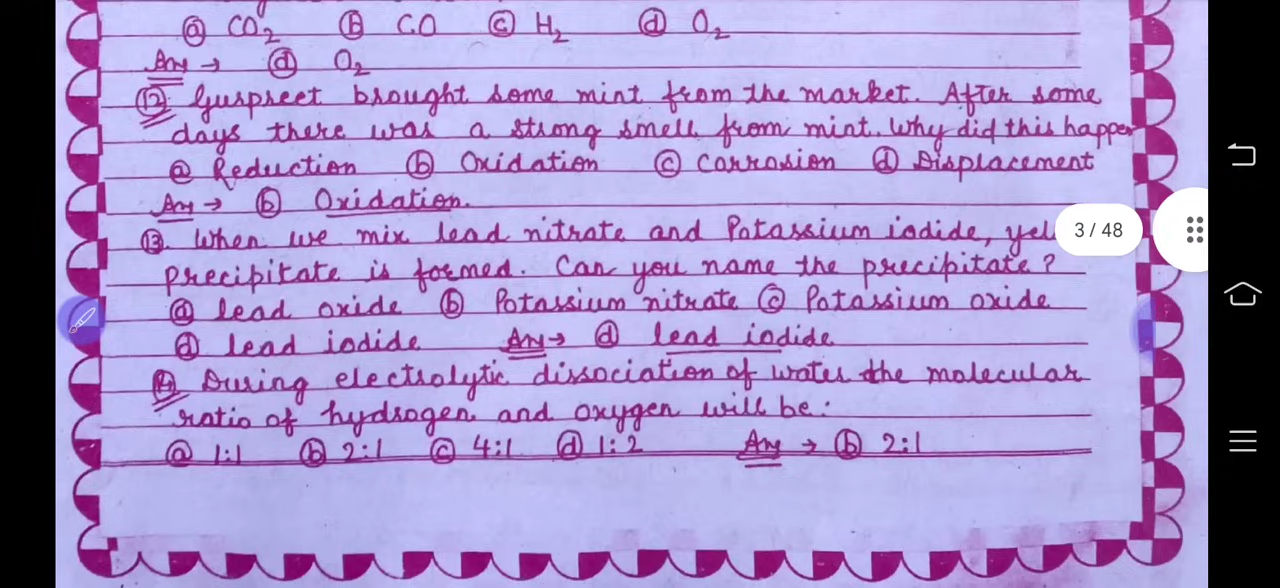 ⓐ CO₂ ⓑ CO ⓒ H₂ ⓓ O₂
Ans → ⓓ O₂
⑫. Guspreet brought some mint from the market. After some
days there was a strong smell from mint. Why did this happen
ⓐ Reduction ⓑ Oxidation ⓒ Corrosion ⓓ Displacement
Ans → ⓑ Oxidation.
⑬. When we mix lead nitrate and Potassium iodide, yel
precipitate is formed. Can you name the precipitate?
ⓐ lead oxide ⓑ Potassium nitrate ⓒ Potassium oxide
ⓓ lead iodide Ans → ⓓ lead iodide
⑭. During electrolytic dissociation of water the molecular
ratio of hydrogen and oxygen will be:
ⓐ 1:1 ⓑ 2:1 ⓒ 4:1 ⓓ 1:2 Ans → ⓑ 2:1
3/48